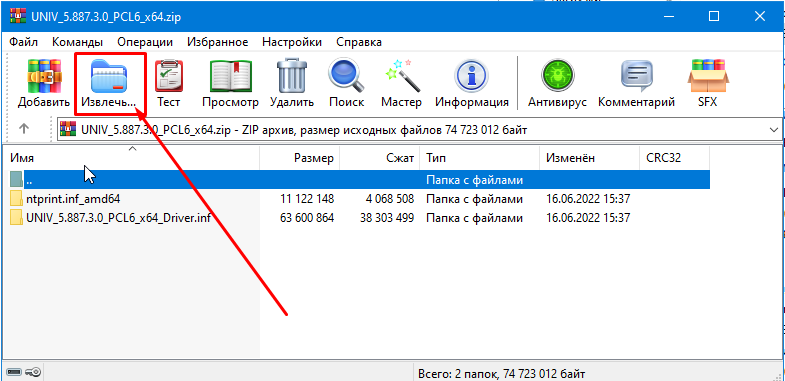 UNIV_5.887.3.0_PCL6_x64.zip
Файл Команды Операции Избранное Настройки Справка
Добавить Извлечь... Тест Просмотр Удалить Поиск Мастер Информация Антивирус Комментарий SFX
UNIV_5.887.3.0_PCL6_x64.zip - ZIP архив, размер исходных файлов 74 723 012 байт
Имя Размер Сжат Тип Изменён CRC32
.. Папка с файлами
ntprint.inf_amd64 11 122 148 4 068 508 Папка с файлами 16.06.2022 15:37
UNIV_5.887.3.0_PCL6_x64_Driver.inf 63 600 864 38 303 499 Папка с файлами 16.06.2022 15:37
Всего: 2 папок, 74 723 012 байт